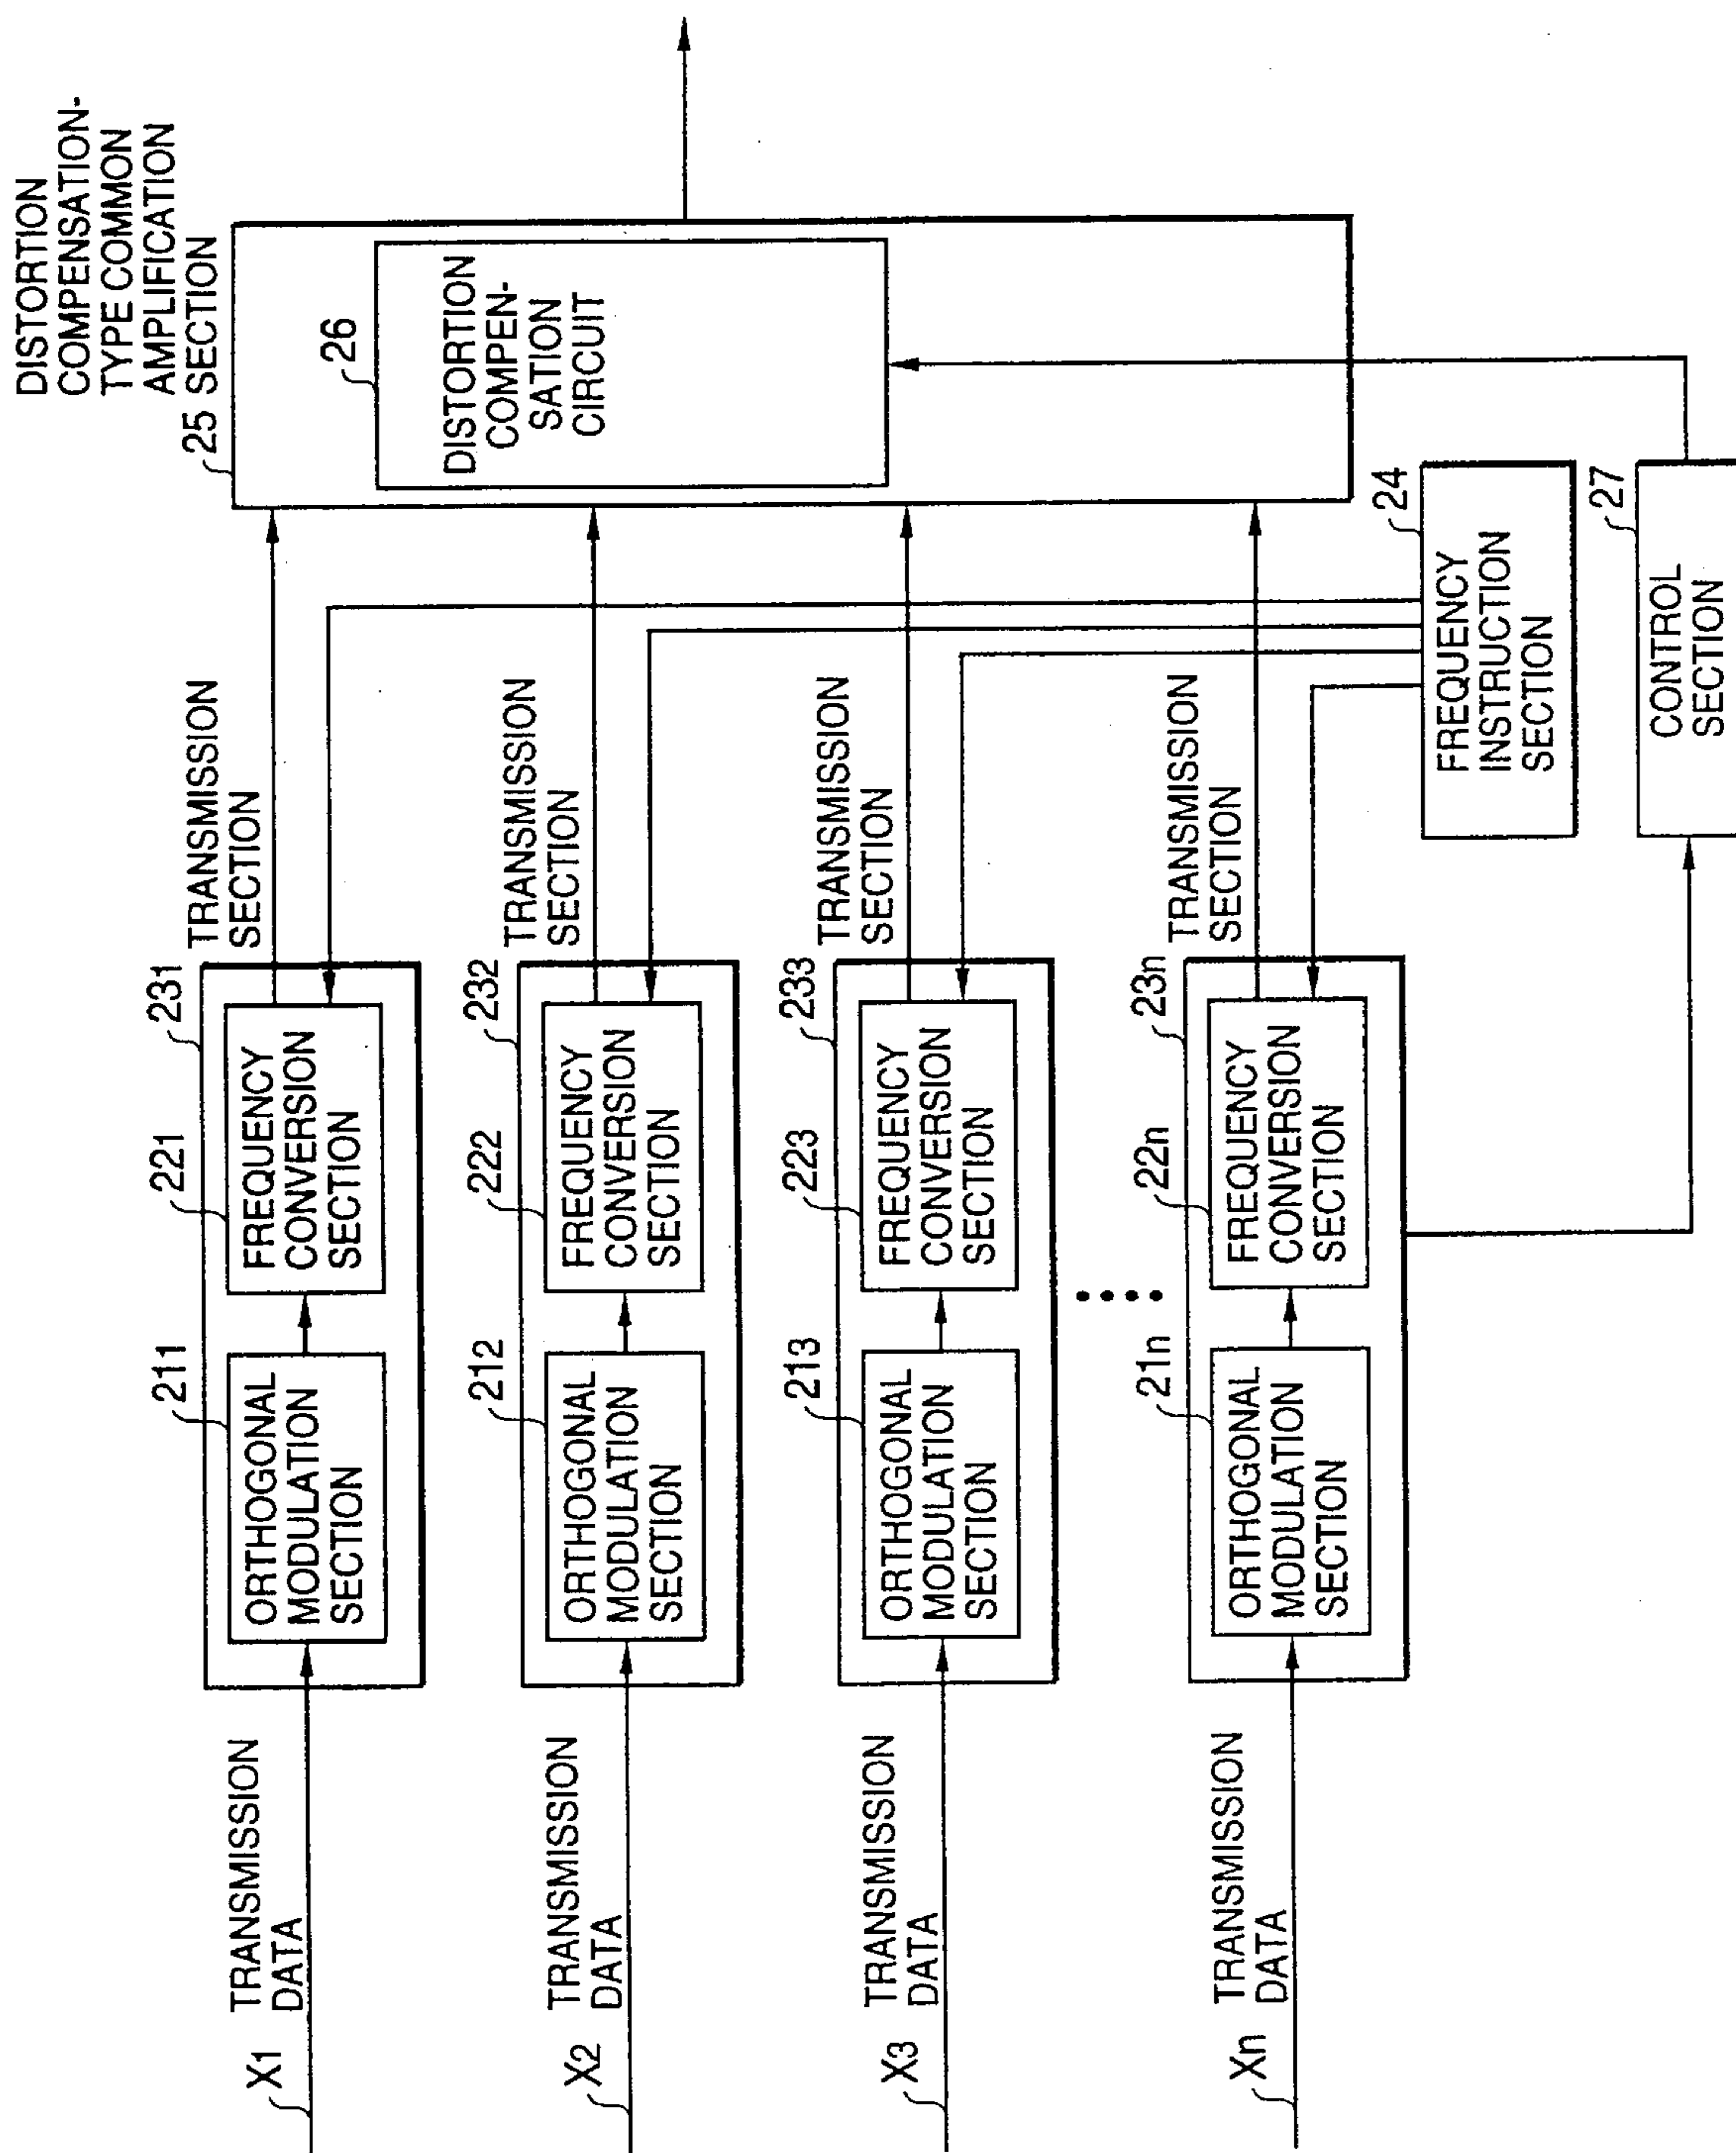 DISTORTION
COMPENSATION-
TYPE COMMON
AMPLIFICATION
25 SECTION
26
DISTORTION
COMPEN-
SATION
CIRCUIT
X1
TRANSMISSION
DATA
211
ORTHOGONAL
MODULATION
SECTION
221
FREQUENCY
CONVERSION
SECTION
231
TRANSMISSION
SECTION
X2
TRANSMISSION
DATA
212
ORTHOGONAL
MODULATION
SECTION
222
FREQUENCY
CONVERSION
SECTION
232
TRANSMISSION
SECTION
X3
TRANSMISSION
DATA
213
ORTHOGONAL
MODULATION
SECTION
223
FREQUENCY
CONVERSION
SECTION
233
TRANSMISSION
SECTION
Xn
TRANSMISSION
DATA
21n
ORTHOGONAL
MODULATION
SECTION
22n
FREQUENCY
CONVERSION
SECTION
23n
TRANSMISSION
SECTION
24
FREQUENCY
INSTRUCTION
SECTION
27
CONTROL
SECTION